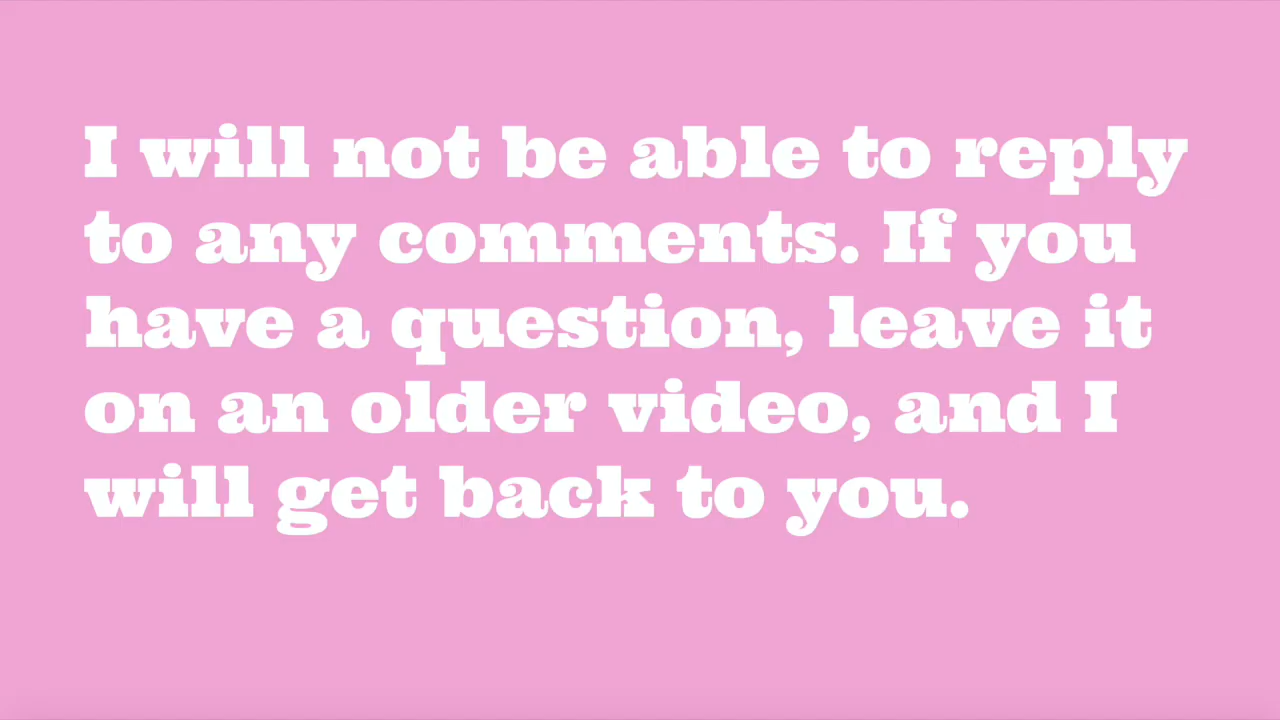 I will not be able to reply
to any comments. If you
have a question, leave it
on an older video, and I
will get back to you.